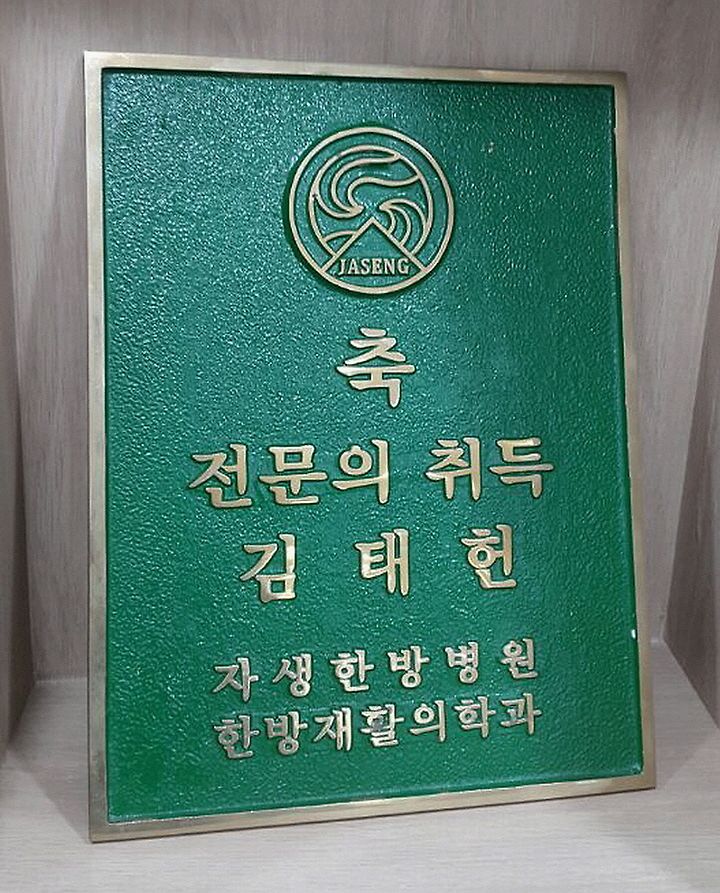 JASENG
축
전문의 취득
김 태 헌
자생한방병원
한방재활의학과